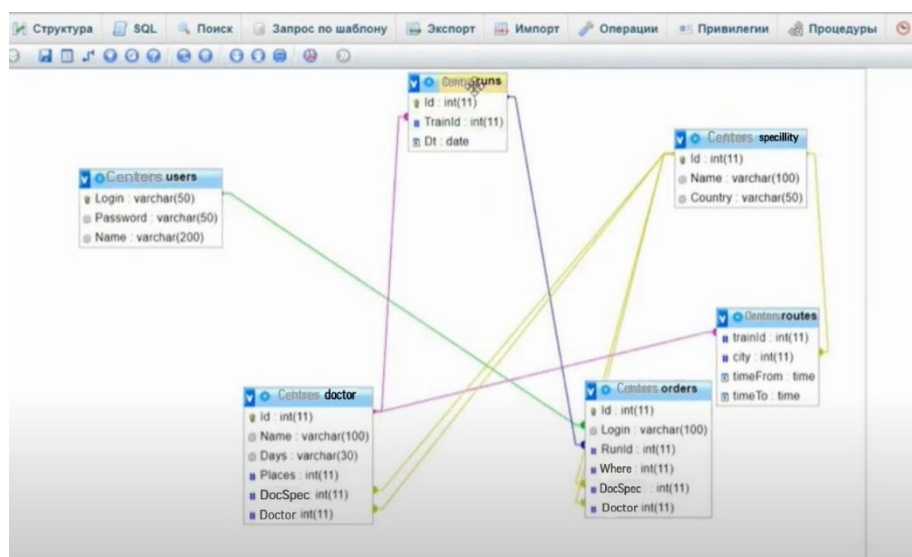 Структура SQL Поиск Запрос по шаблону Экспорт Импорт Операции Привилегии Процедуры
runs
Id : int(11)
TrainId : int(11)
Dt : date
Centers specillity
Id : int(11)
Name : varchar(100)
Country : varchar(50)
Centers users
Login : varchar(50)
Password : varchar(50)
Name : varchar(200)
Centers routes
trainId : int(11)
city : int(11)
timeFrom : time
timeTo : time
Centres doctor
Id : int(11)
Name : varchar(100)
Days : varchar(30)
Places : int(11)
DocSpec int(11)
Doctor int(11)
Centers orders
Id : int(11)
Login : varchar(100)
RunId : int(11)
Where : int(11)
DocSpec : int(11)
Doctor int(11)